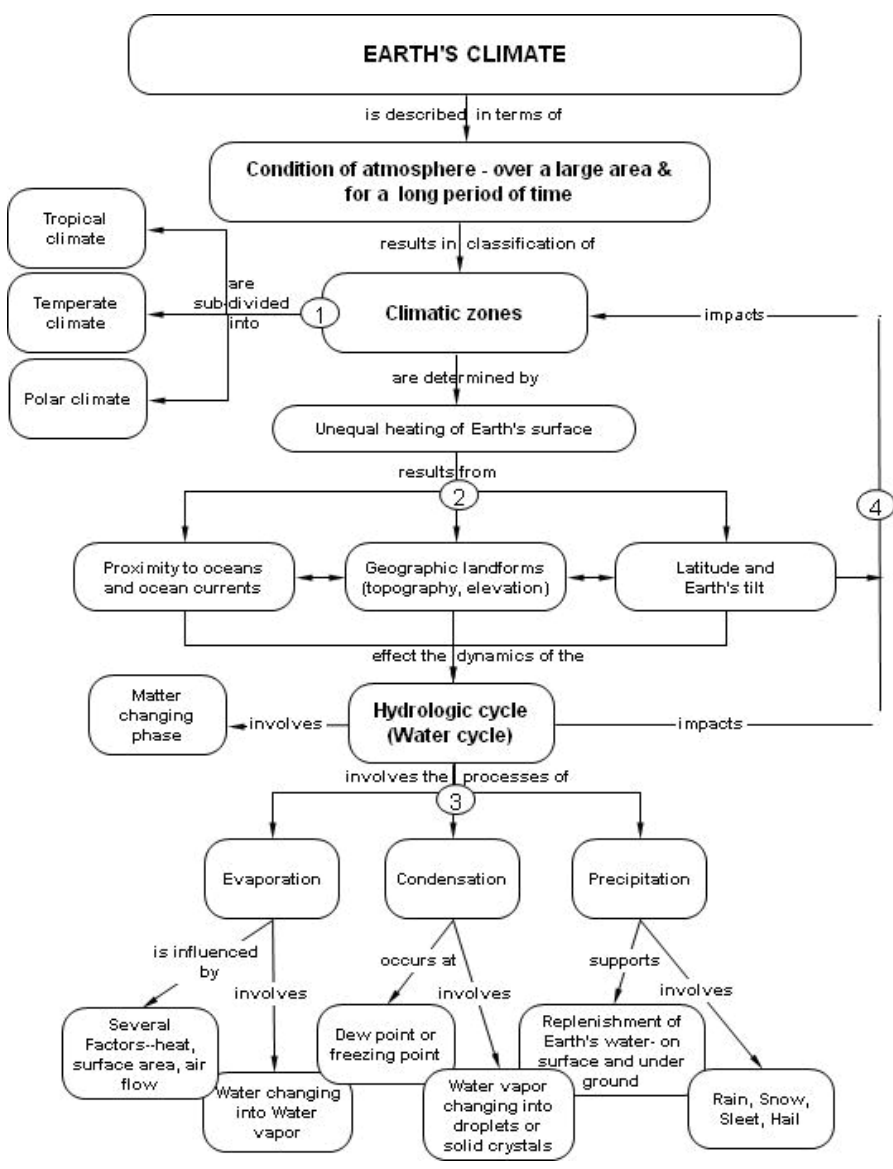 EARTH'S CLIMATE
is described in terms of
Condition of atmosphere - over a large area &
for a long period of time
results in classification of
Tropical
climate
Temperate
climate
Polar climate
are
sub-divided
into
1
Climatic zones
impacts
are determined by
Unequal heating of Earth's surface
results from
2
4
Proximity to oceans
and ocean currents
Geographic landforms
(topography, elevation)
Latitude and
Earth's tilt
effect the dynamics of the
Matter
changing
phase
involves
Hydrologic cycle
(Water cycle)
impacts
involves the processes of
3
Evaporation
Condensation
Precipitation
is influenced
by
involves
occurs at
involves
supports
involves
Several
Factors--heat,
surface area, air
flow
Water changing
into Water
vapor
Dew point or
freezing point
Water vapor
changing into
droplets or
solid crystals
Replenishment of
Earth's water- on
surface and under
ground
Rain, Snow,
Sleet, Hail